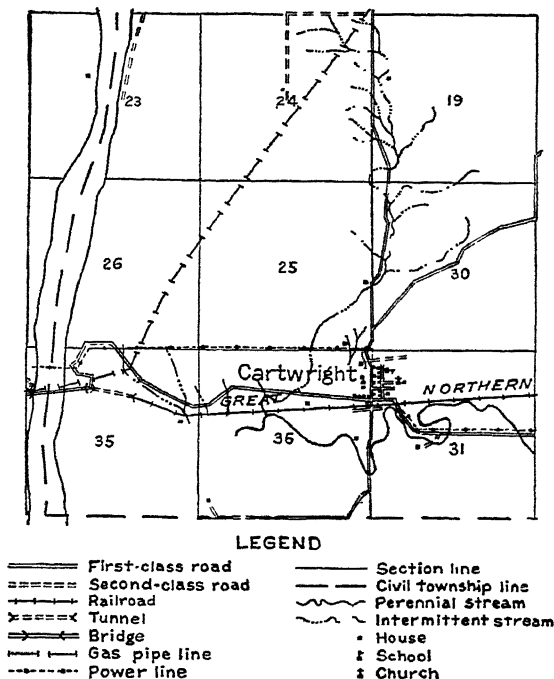 23
24
19
26
25
30
Cartwright
GREAT NORTHERN
35
36
31
LEGEND
First-class road
Second-class road
Railroad
Tunnel
Bridge
Gas pipe line
Power line
Section line
Civil township line
Perennial stream
Intermittent stream
House
School
Church